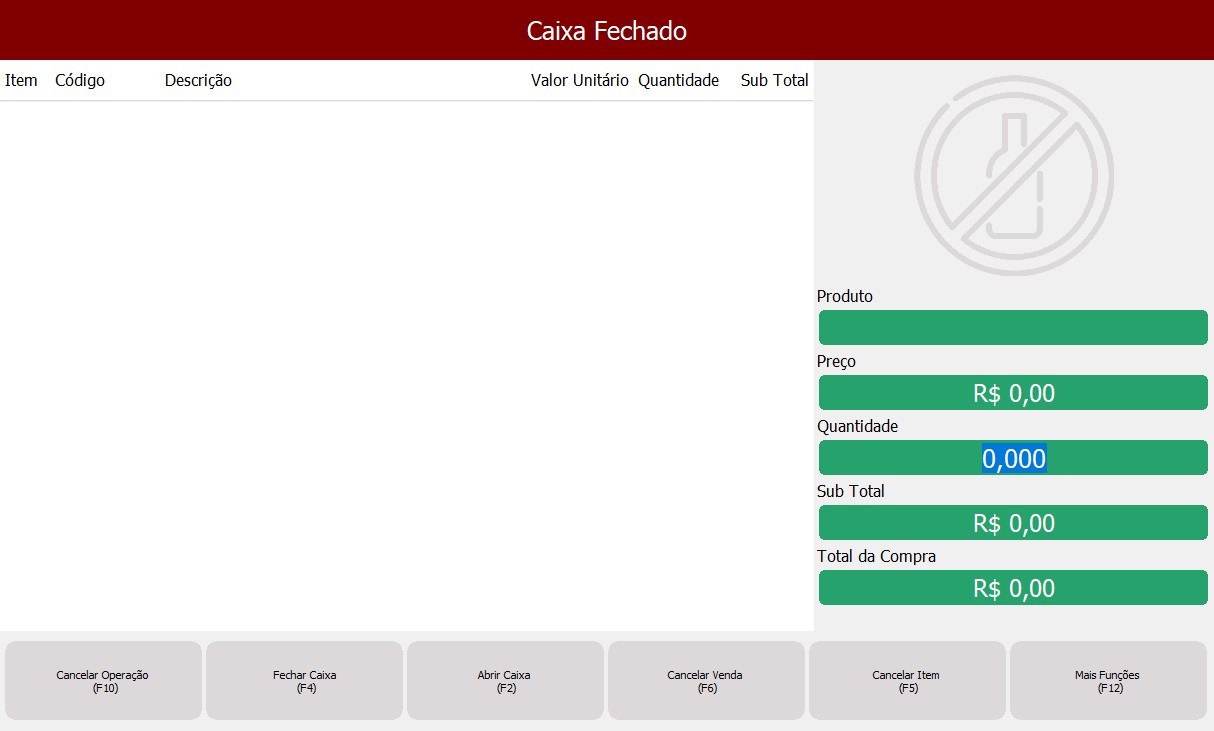 Caixa Fechado
Item Código Descrição Valor Unitário Quantidade Sub Total
Produto
Preço
R$ 0,00
Quantidade
0,000
Sub Total
R$ 0,00
Total da Compra
R$ 0,00
Cancelar Operação
(F10)
Fechar Caixa
(F4)
Abrir Caixa
(F2)
Cancelar Venda
(F6)
Cancelar Item
(F5)
Mais Funções
(F12)